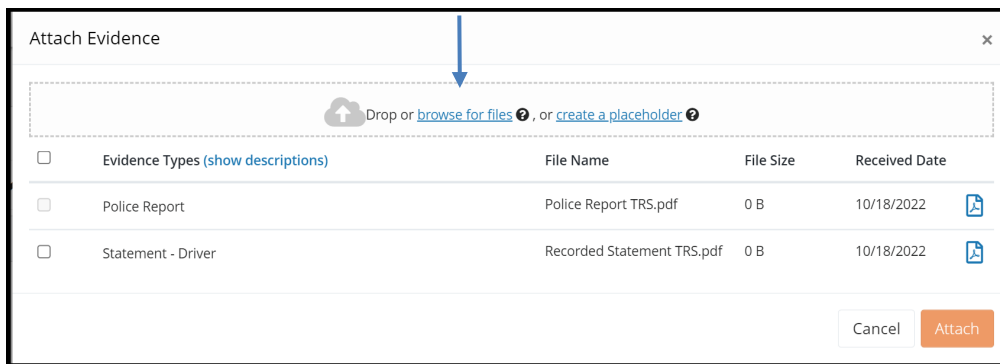 Attach Evidence ×
Drop or browse for files ? , or create a placeholder ?
Evidence Types (show descriptions) File Name File Size Received Date
Police Report Police Report TRS.pdf 0 B 10/18/2022
Statement - Driver Recorded Statement TRS.pdf 0 B 10/18/2022
Cancel Attach